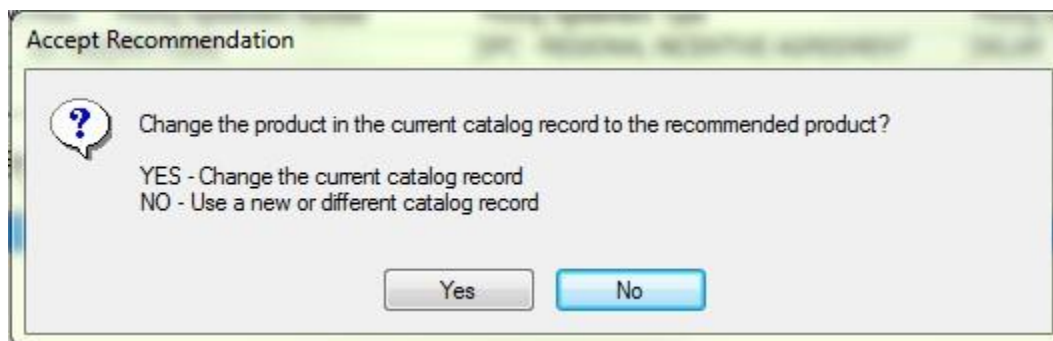 Accept Recommendation
Change the product in the current catalog record to the recommended product?
YES - Change the current catalog record
NO - Use a new or different catalog record
Yes No